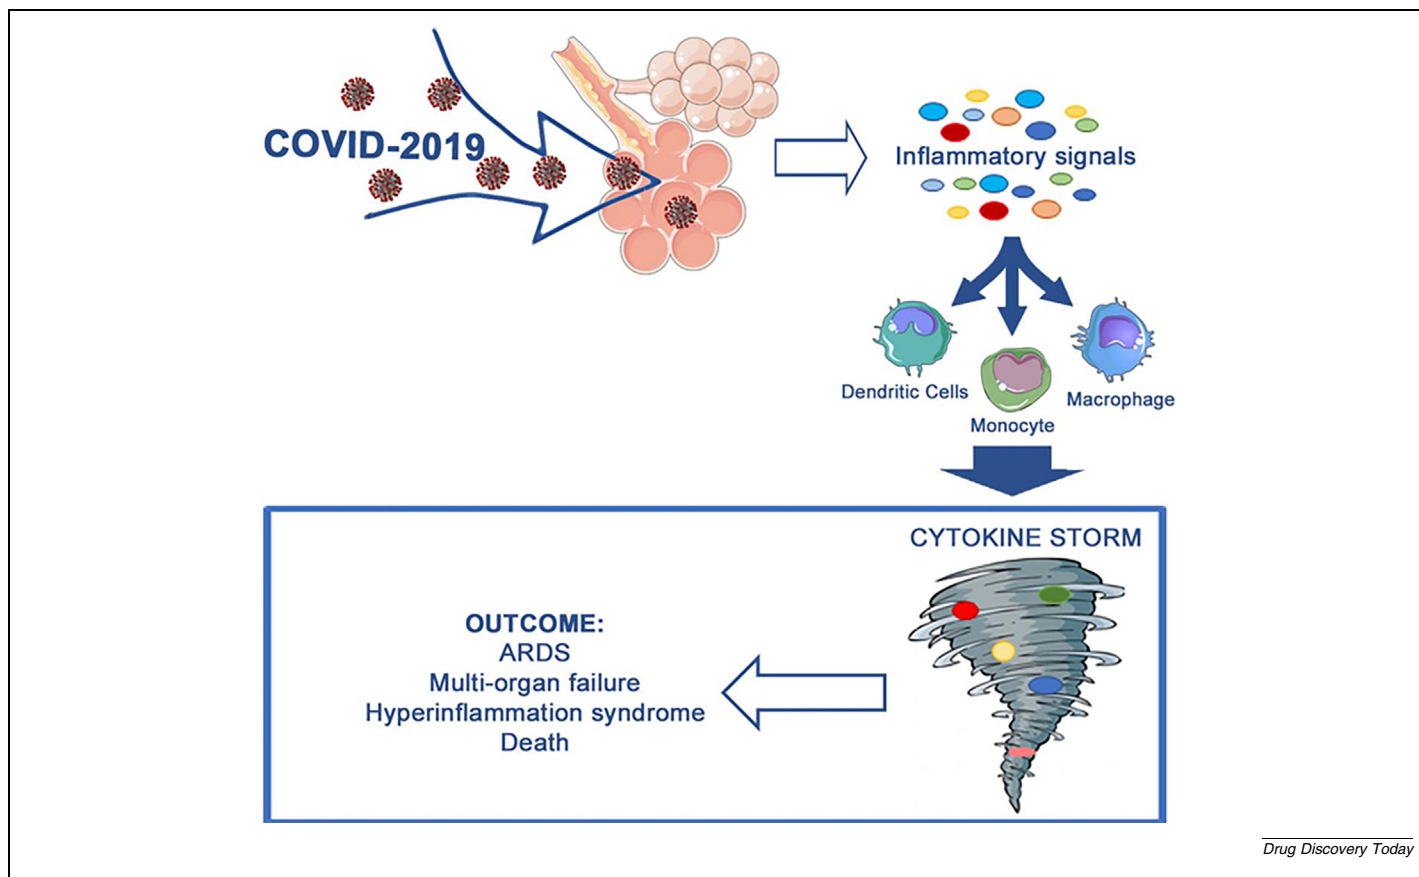 COVID-2019
Inflammatory signals
Dendritic Cells
Monocyte
Macrophage
CYTOKINE STORM
OUTCOME:
ARDS
Multi-organ failure
Hyperinflammation syndrome
Death
Drug Discovery Today